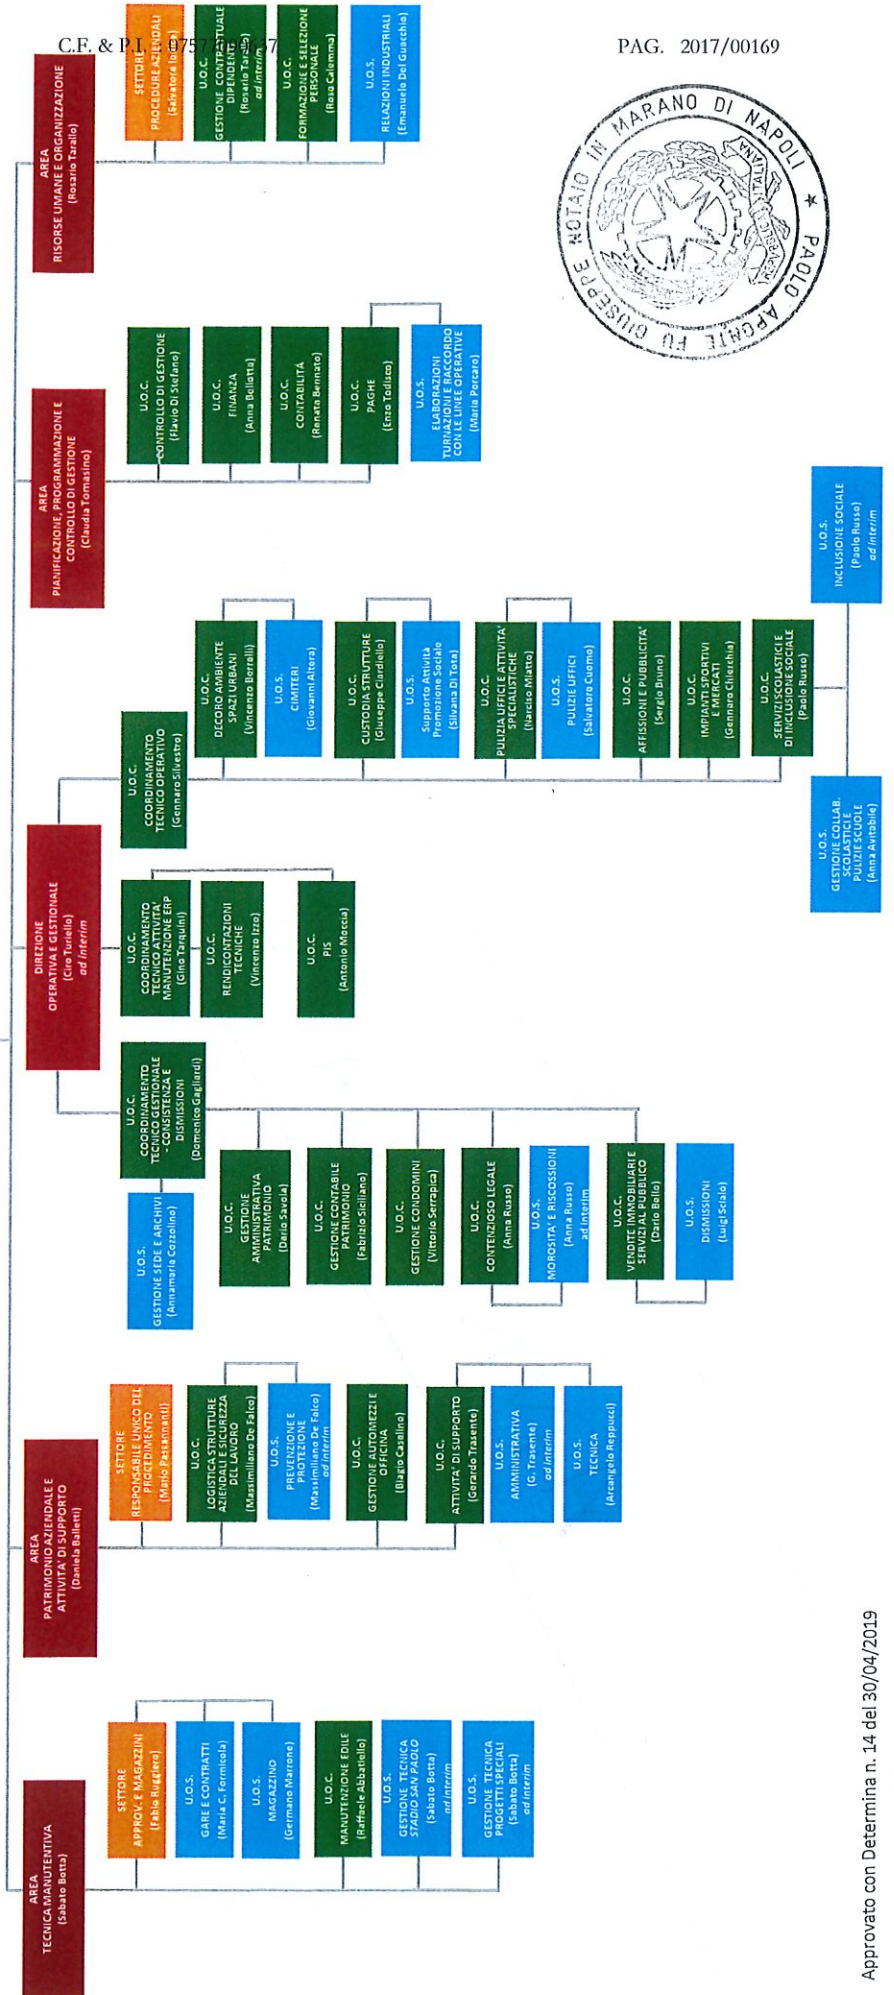 C.F. & P.I.
PAG. 2017/00169
PAOLO APONTE FU GIUSEPPE NOTAIO IN MARANO DI NAPOLI ★
AREA
TECNICA MANUTENTIVA
(Sabato Botta)
SETTORE
APPROV. E MAGAZZINI
(Fabio Ruggiero)
U.O.S.
GARE E CONTRATTI
(Maria C. Formicola)
U.O.S.
MAGAZZINO
(Germano Marrone)
U.O.C.
MANUTENZIONE EDILE
(Raffaele Abbatiello)
U.O.S.
GESTIONE TECNICA
STADIO SAN PAOLO
(Sabato Botta)
ad interim
U.O.S.
GESTIONE TECNICA
PROGETTI SPECIALI
(Sabato Botta)
ad interim
AREA
PATRIMONIO AZIENDALE E
ATTIVITA' DI SUPPORTO
(Daniela Balletti)
SETTORE
RESPONSABILE UNICO DEL
PROCEDIMENTO
(Mario Passannanti)
U.O.C.
LOGISTICA STRUTTURE
AZIENDALI E SICUREZZA
DEL LAVORO
(Massimiliano De Falco)
U.O.S.
PREVENZIONE E
PROTEZIONE
(Massimiliano De Falco)
ad interim
U.O.C.
GESTIONE AUTOMEZZI E
OFFICINA
(Biagio Casalino)
U.O.C.
ATTIVITA' DI SUPPORTO
(Gerardo Trasente)
U.O.S.
AMMINISTRATIVA
(G. Trasente)
ad interim
U.O.S.
TECNICA
(Arcangelo Reppucci)
DIREZIONE
OPERATIVA E GESTIONALE
(Ciro Turiello)
ad interim
U.O.C.
COORDINAMENTO
TECNICO GESTIONALE
- CONSISTENZA E
DISMISSIONI
(Domenico Gagliardi)
U.O.S.
GESTIONE SEDE E ARCHIVI
(Annamaria Cozzolino)
U.O.C.
GESTIONE
AMMINISTRATIVA
PATRIMONIO
(Dario Savoia)
U.O.C.
GESTIONE CONTABILE
PATRIMONIO
(Fabrizio Siciliano)
U.O.C.
GESTIONE CONDOMINI
(Vittorio Serrapica)
U.O.C.
CONTENZIOSO LEGALE
(Anna Russo)
U.O.S.
MOROSITA' E RISCOSSIONI
(Anna Russo)
ad interim
U.O.C.
VENDITE IMMOBILIARI E
SERVIZI AL PUBBLICO
(Dario Bello)
U.O.S.
DISMISSIONI
(Luigi Scialò)
U.O.C.
COORDINAMENTO
TECNICO ATTIVITA'
MANUTENZIONE ERP
(Gino Tarquini)
U.O.C.
RENDICONTAZIONI
TECNICHE
(Vincenzo Izzo)
U.O.C.
PIS
(Antonio Moccia)
U.O.C.
COORDINAMENTO
TECNICO OPERATIVO
(Gennaro Silvestro)
U.O.C.
DECORO AMBIENTE
SPAZI URBANI
(Vincenzo Borrelli)
U.O.S.
CIMITERI
(Giovanni Altera)
U.O.C.
CUSTODIA STRUTTURE
(Giuseppe Ciardiello)
U.O.S.
Supporto Attività
Promozione Sociale
(Silvana Di Tota)
U.O.C.
PULIZIA UFFICI E ATTIVITA'
SPECIALISTICHE
(Narciso Miatto)
U.O.S.
PULIZIE UFFICI
(Salvatore Cuomo)
U.O.C.
AFFISSIONI E PUBBLICITA'
(Sergio Bruno)
U.O.C.
IMPIANTI SPORTIVI
E MERCATI
(Gennaro Chierchia)
U.O.C.
SERVIZI SCOLASTICI E
DI INCLUSIONE SOCIALE
(Paolo Russo)
U.O.S.
GESTIONE COLLAB.
SCOLASTICI E
PULIZIE SCUOLE
(Anna Avitabile)
U.O.S.
INCLUSIONE SOCIALE
(Paolo Russo)
ad interim
AREA
PIANIFICAZIONE, PROGRAMMAZIONE E
CONTROLLO DI GESTIONE
(Claudia Tomasino)
U.O.C.
CONTROLLO DI GESTIONE
(Flavio Di Stefano)
U.O.C.
FINANZA
(Anna Bellotta)
U.O.C.
CONTABILITÀ
(Renata Bennato)
U.O.C.
PAGHE
(Enzo Todisco)
U.O.S.
ELABORAZIONI
TURNAZIONI E RACCORDO
CON LE LINEE OPERATIVE
(Maria Porcaro)
AREA
RISORSE UMANE E ORGANIZZAZIONE
(Rosario Tarallo)
SETTORE
PROCEDURE AZIENDALI
(Salvatore
U.O.C.
GESTIONE CONTRATTUALE
DIPENDENTI
(Rosario Tarallo)
ad interim
U.O.C.
FORMAZIONE E SELEZIONE
PERSONALE
(Rosa Calemma)
U.O.S.
RELAZIONI INDUSTRIALI
(Emanuele Del Guacchio)
Approvato con Determina n. 14 del 30/04/2019